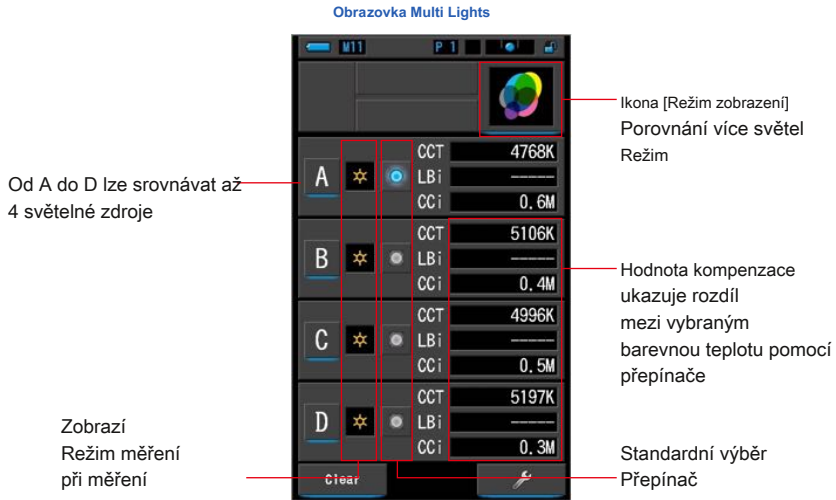 Obrazovka Multi Lights
M11 P 1
Ikona [Režim zobrazení]
Porovnání více světel
Režim
Od A do D lze srovnávat až
4 světelné zdroje
A
CCT 4768K
LBi -----
CCi 0.6M
B
CCT 5106K
LBi -----
CCi 0.4M
C
CCT 4996K
LBi -----
CCi 0.5M
D
CCT 5197K
LBi -----
CCi 0.3M
Hodnota kompenzace
ukazuje rozdíl
mezi vybraným
barevnou teplotu pomocí
přepínače
Zobrazí
Režim měření
při měření
Standardní výběr
Přepínač
Clear